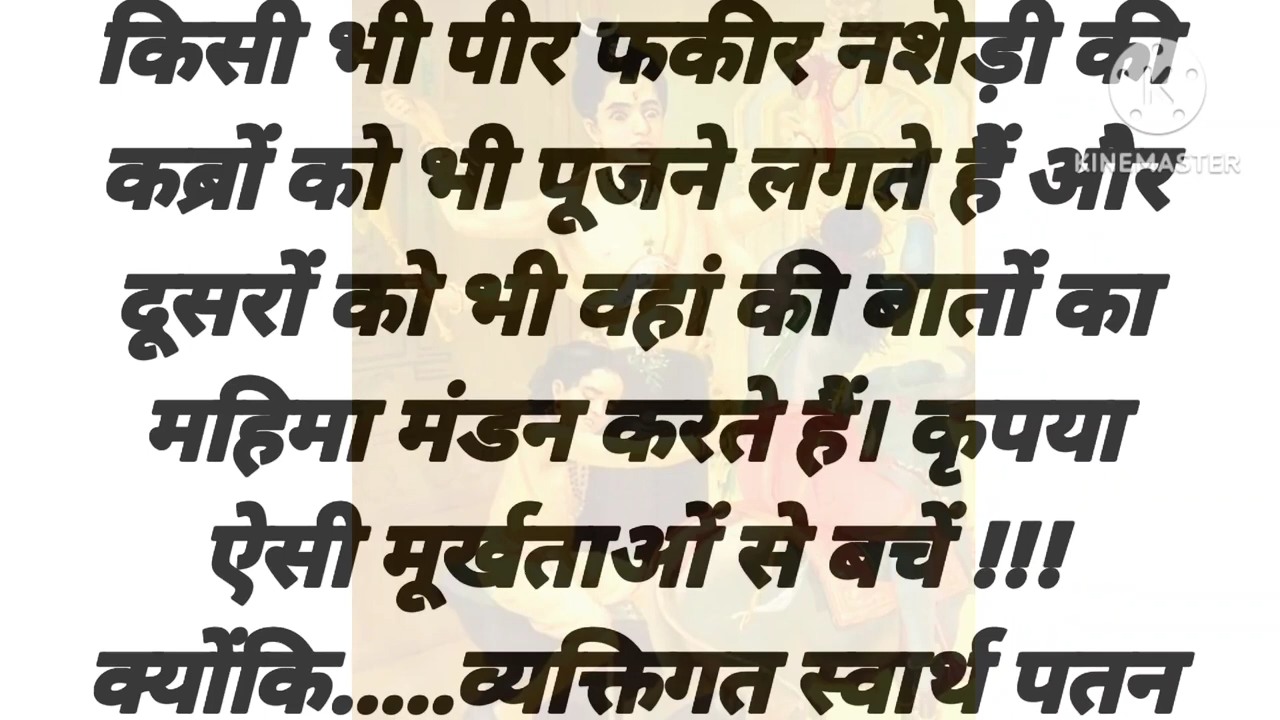 किसी भी पीर फकीर नशेड़ी की
कब्रों को भी पूजने लगते हैं और
दूसरों को भी वहां की बातों का
महिमा मंडन करते हैं। कृपया
ऐसी मूर्खताओं से बचें !!!
क्योंकि.....व्यक्तिगत स्वार्थ पतन
K
KINEMASTER